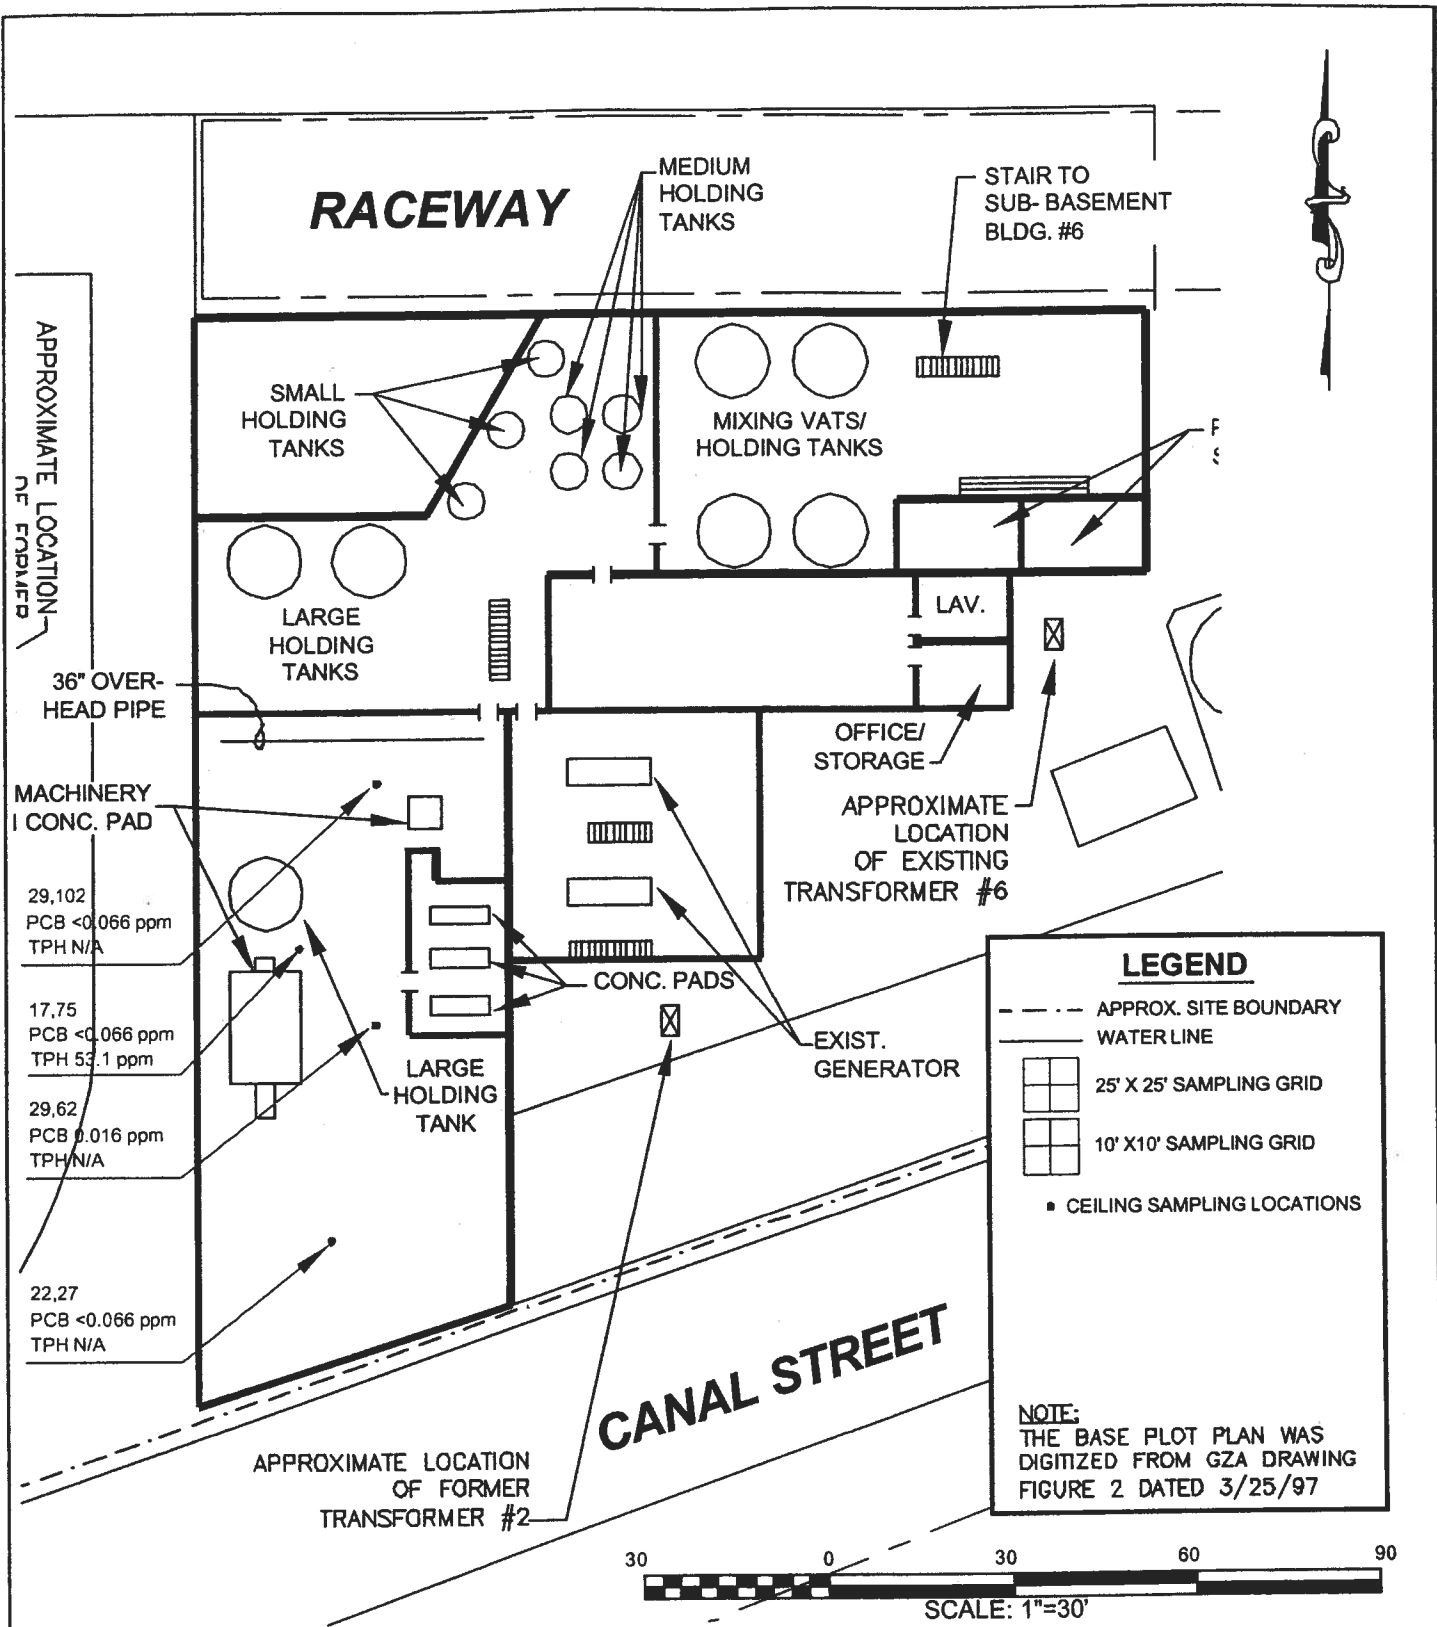 RACEWAY
MEDIUM
HOLDING
TANKS
STAIR TO
SUB- BASEMENT
BLDG. #6
APPROXIMATE LOCATION
OF FORMER
SMALL
HOLDING
TANKS
MIXING VATS/
HOLDING TANKS
LARGE
HOLDING
TANKS
LAV.
36" OVER-
HEAD PIPE
OFFICE/
STORAGE
MACHINERY
CONC. PAD
APPROXIMATE
LOCATION
OF EXISTING
TRANSFORMER #6
29,102
PCB <0.066 ppm
TPH N/A
17,75
PCB <0.066 ppm
TPH 53.1 ppm
29,62
PCB 0.016 ppm
TPH N/A
22,27
PCB <0.066 ppm
TPH N/A
CONC. PADS
LARGE
HOLDING
TANK
EXIST.
GENERATOR
LEGEND
APPROX. SITE BOUNDARY
WATER LINE
25' X 25' SAMPLING GRID
10' X10' SAMPLING GRID
CEILING SAMPLING LOCATIONS
NOTE:
THE BASE PLOT PLAN WAS
DIGITIZED FROM GZA DRAWING
FIGURE 2 DATED 3/25/97
CANAL STREET
APPROXIMATE LOCATION
OF FORMER
TRANSFORMER #2
30 0 30 60 90
SCALE: 1"=30'